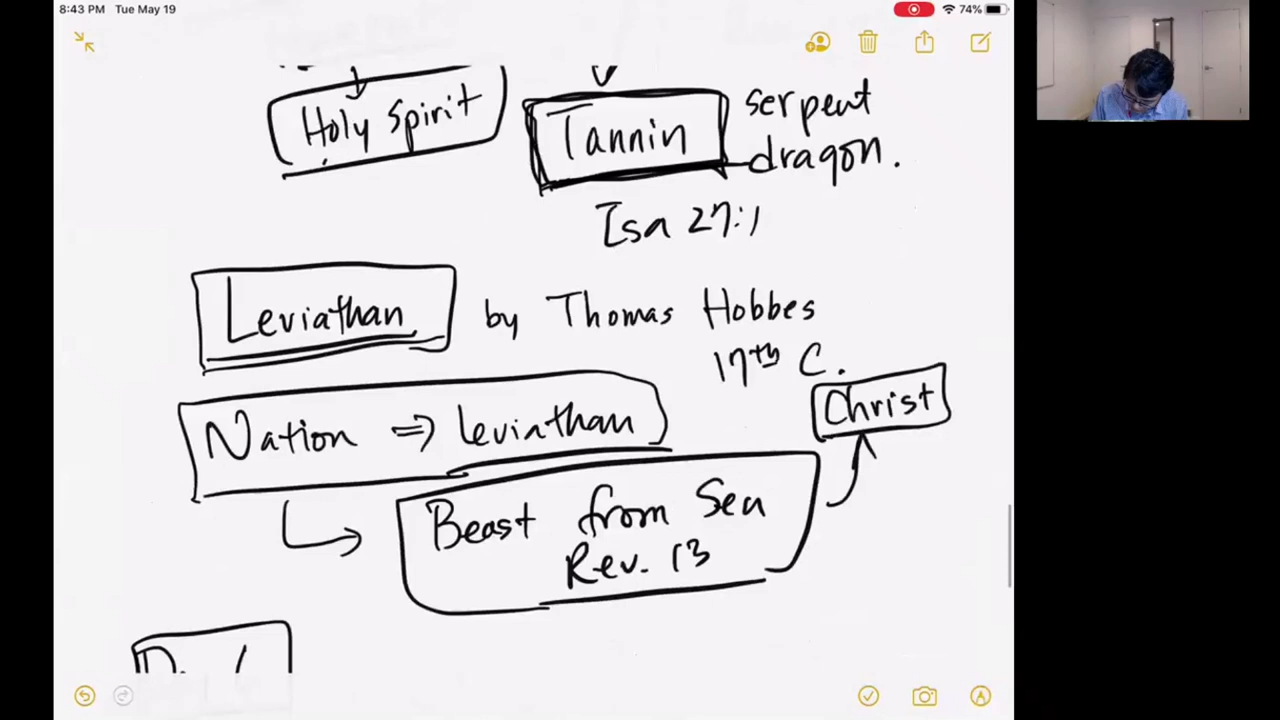 8:43 PM Tue May 19
74%
Holy Spirit
Tannin
serpent
dragon.
Isa 27:1
Leviathan by Thomas Hobbes
17th C.
Christ
Nation ⇒ Leviathan
Beast from Sea
Rev. 13